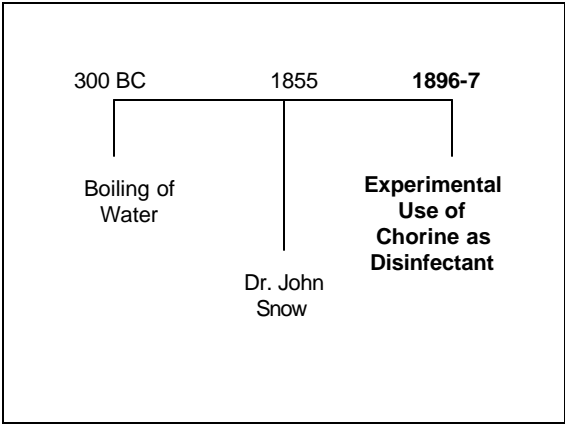 300 BC 1855 1896-7
Boiling of
Water
Experimental
Use of
Chorine as
Disinfectant
Dr. John
Snow